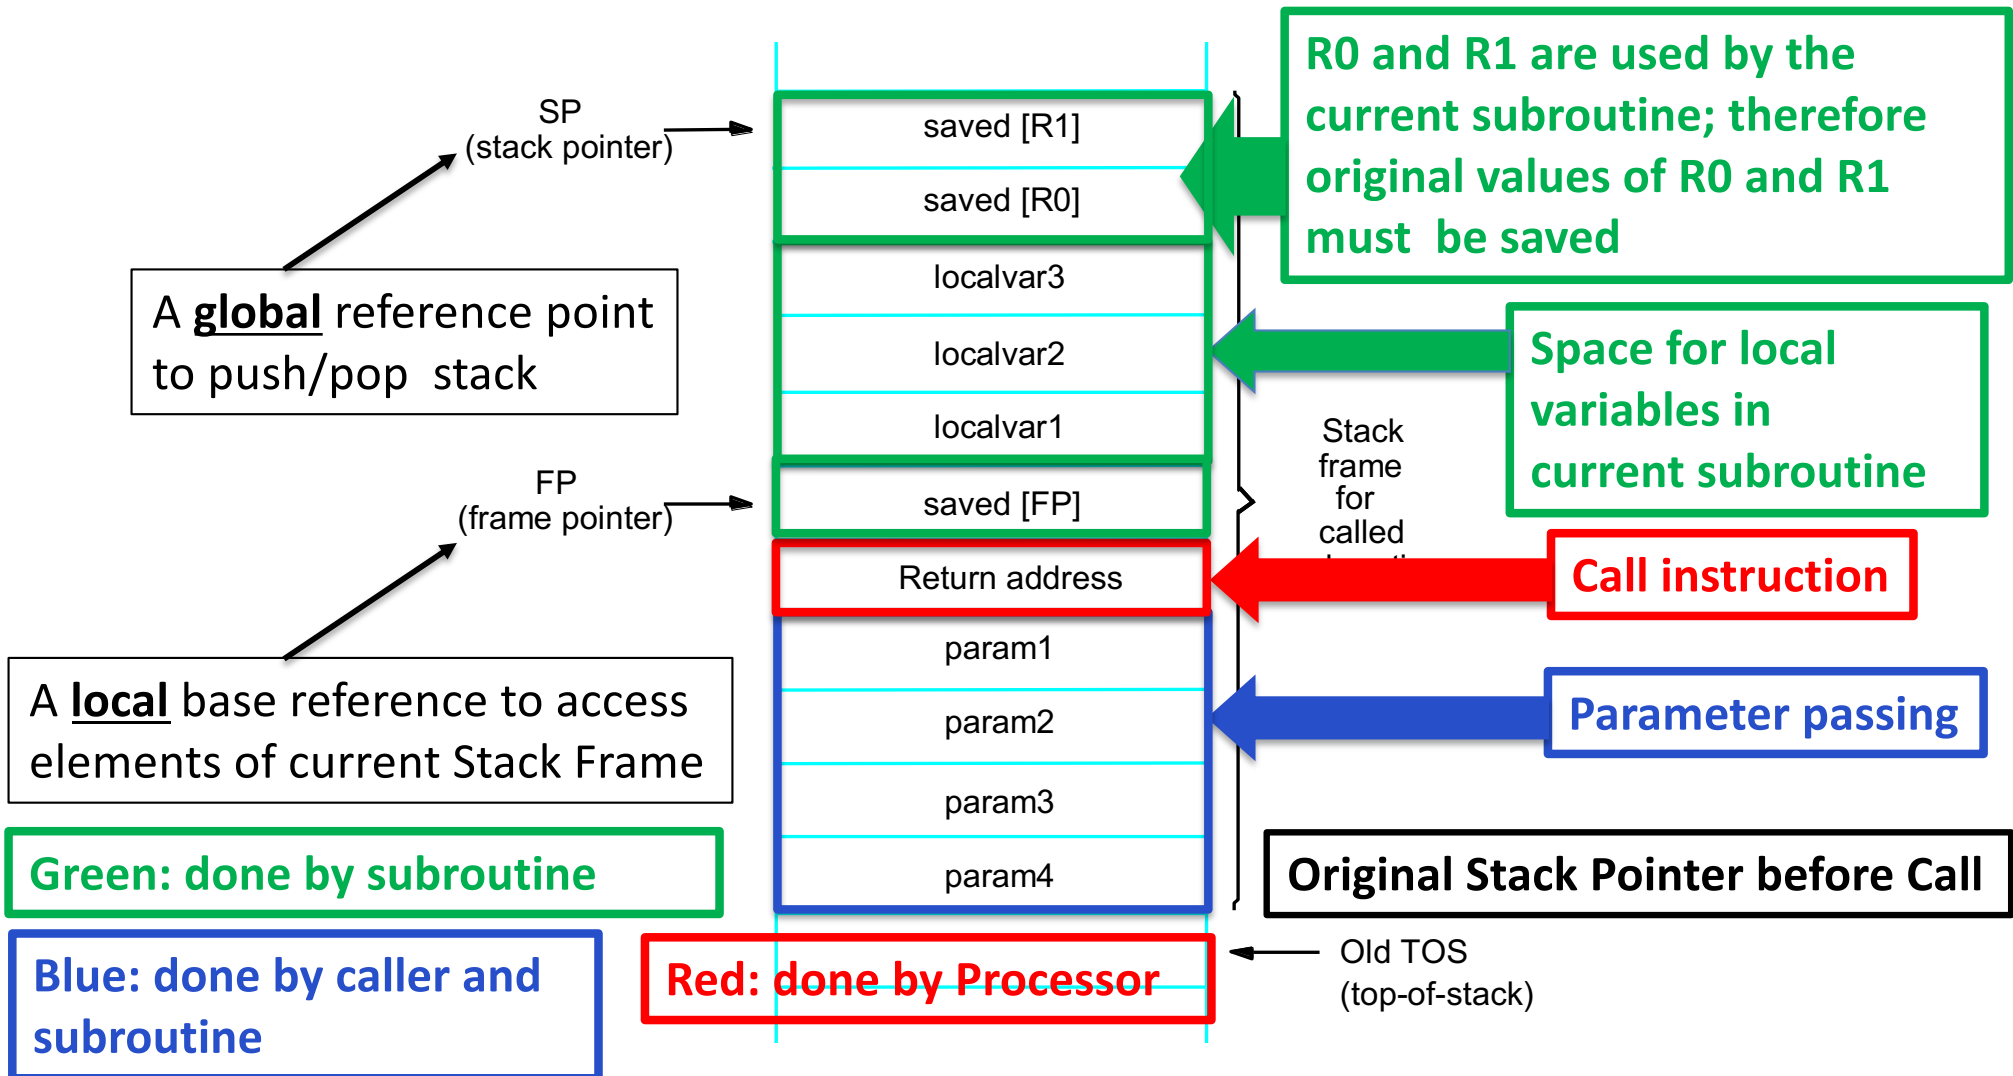 SP
(stack pointer)
A global reference point
to push/pop stack
FP
(frame pointer)
A local base reference to access
elements of current Stack Frame
Green: done by subroutine
Blue: done by caller and
subroutine
saved [R1]
saved [R0]
localvar3
localvar2
localvar1
saved [FP]
Return address
param1
param2
param3
param4
Red: done by Processor
R0 and R1 are used by the
current subroutine; therefore
original values of R0 and R1
must be saved
Space for local
variables in
current subroutine
Stack
frame
for
called
Call instruction
Parameter passing
Original Stack Pointer before Call
Old TOS
(top-of-stack)